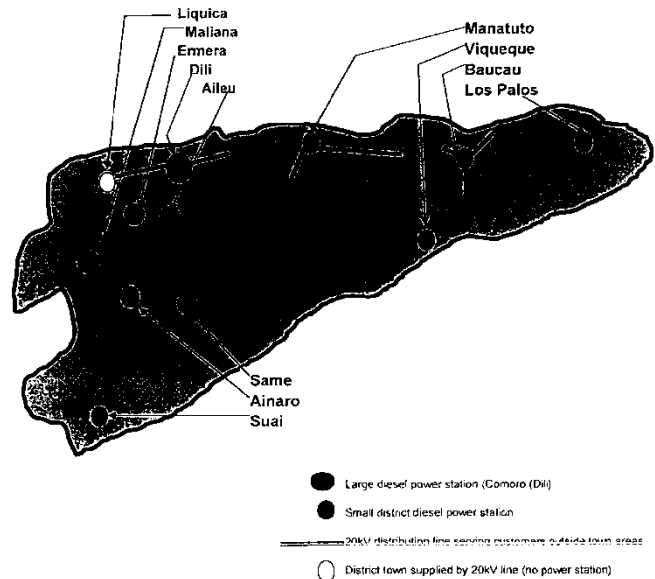 Liquica
Maliana
Ermera
Dili
Aileu
Manatuto
Viqueque
Baucau
Los Palos
Same
Ainaro
Suai
Large diesel power station (Comoro (Dili)
Small district diesel power station
20kV distribution line serving customers outside town areas
District town supplied by 20kV line (no power station)